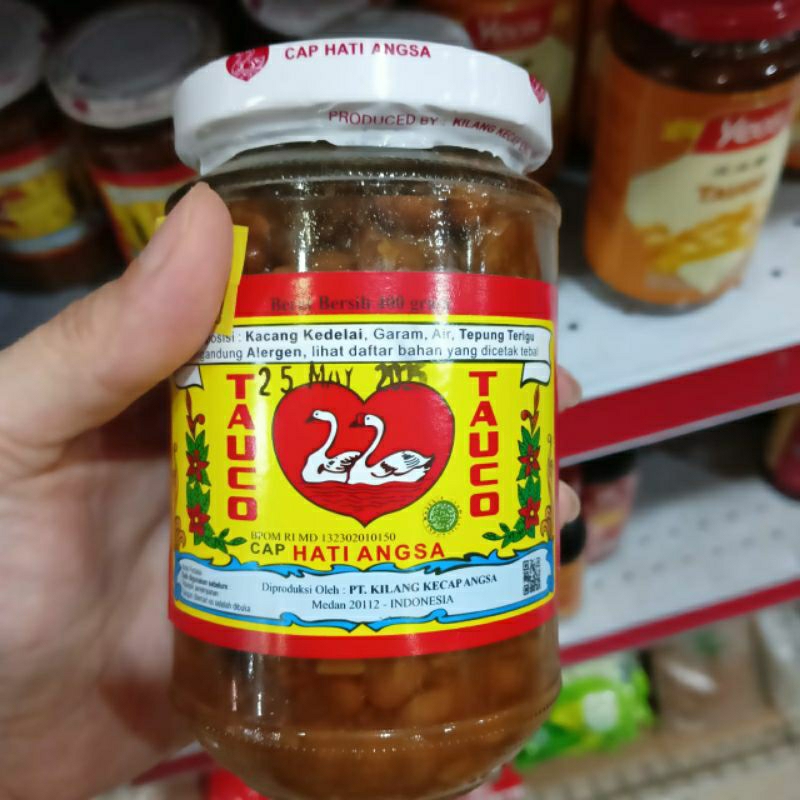 CAP HATI ANGSA
PRODUCED BY : KILANG KECAP
Berat Bersih 400 gram
: Kacang Kedelai, Garam, Air, Tepung Terigu
Alergen, lihat daftar bahan yang dicetak tebal
25 MAY
TAUCO
TAUCO
BPOM RI MD 132302010150
CAP HATI ANGSA
Diproduksi Oleh : PT. KILANG KECAP ANGSA
Medan 20112 - INDONESIA
Yeo's